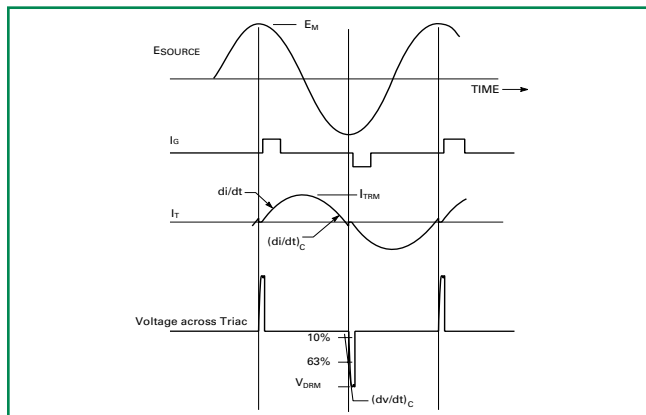 EM
ESOURCE
TIME
IG
di/dt
ITRM
IT
(di/dt)C
Voltage across Triac
10%
63%
VDRM
(dv/dt)C